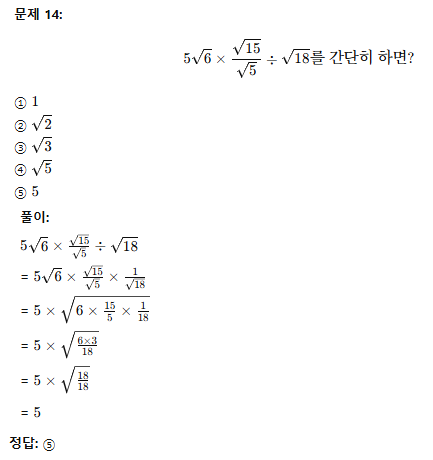 문제 14:
5√6 × √15/√5 ÷ √18를 간단히 하면?
① 1
② √2
③ √3
④ √5
⑤ 5
풀이:
5√6 × √15/√5 ÷ √18
= 5√6 × √15/√5 × 1/√18
= 5 × √(6 × 15/5 × 1/18)
= 5 × √(6×3/18)
= 5 × √(18/18)
= 5
정답: ⑤